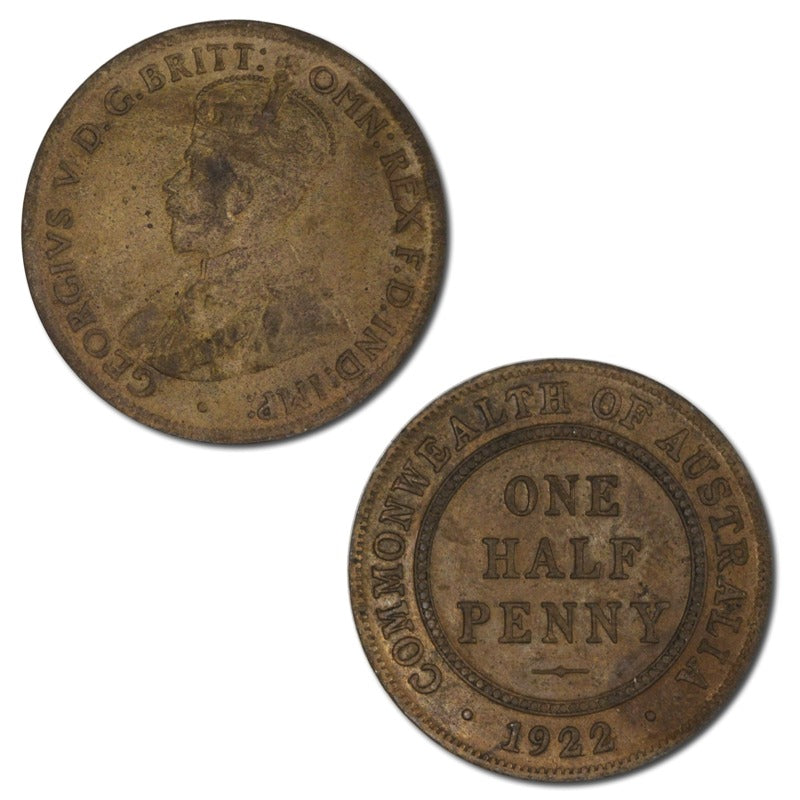 GEORGIVS V D.G.BRITT: OMN: REX F.D.IND:IMP:
COMMONWEALTH OF AUSTRALIA
ONE
HALF
PENNY
· 1922 ·